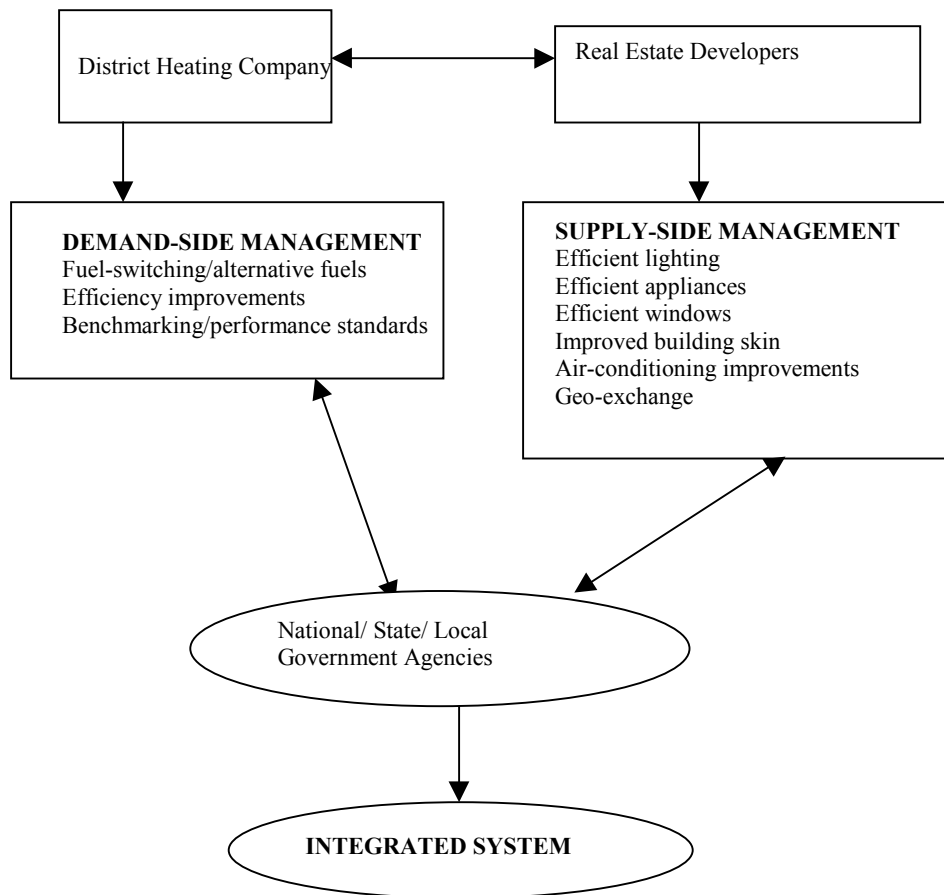 District Heating Company
Real Estate Developers
DEMAND-SIDE MANAGEMENT
Fuel-switching/alternative fuels
Efficiency improvements
Benchmarking/performance standards
SUPPLY-SIDE MANAGEMENT
Efficient lighting
Efficient appliances
Efficient windows
Improved building skin
Air-conditioning improvements
Geo-exchange
National/ State/ Local
Government Agencies
INTEGRATED SYSTEM